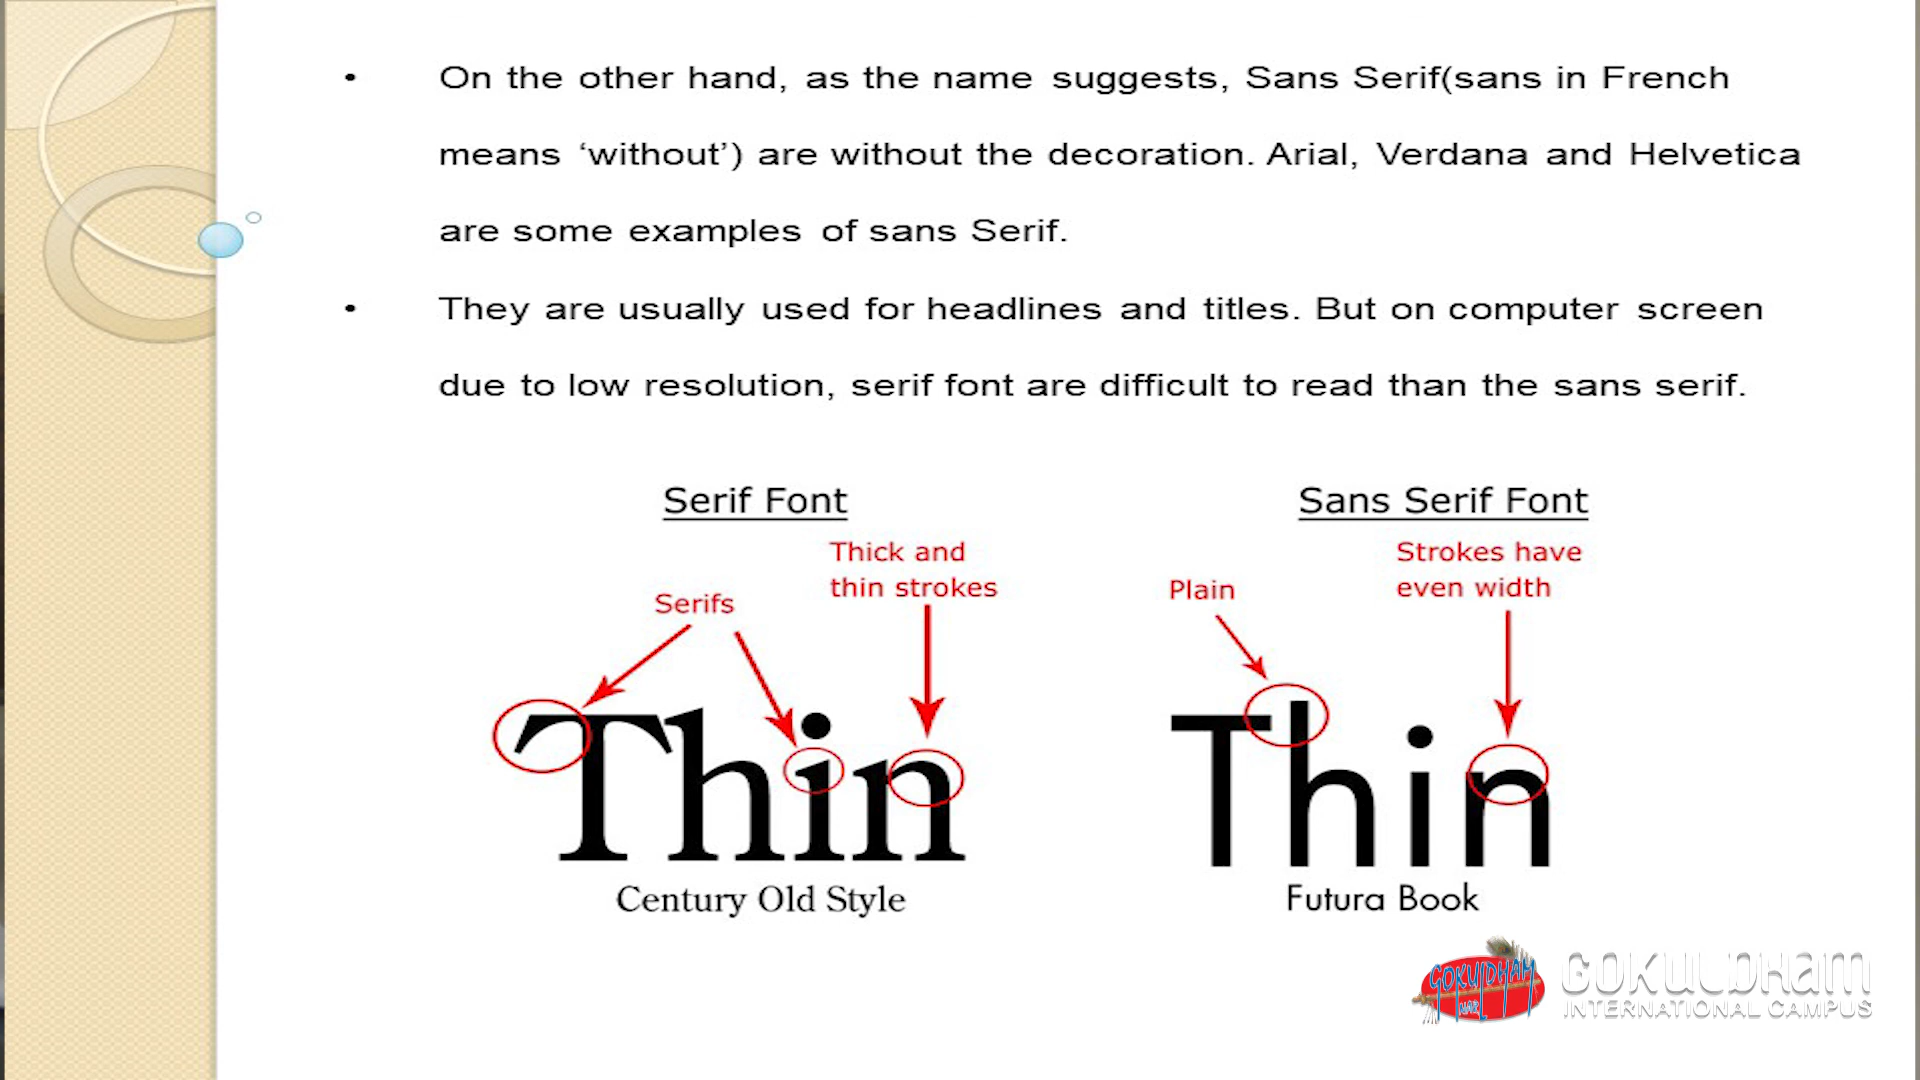 • On the other hand, as the name suggests, Sans Serif(sans in French
means ‘without’) are without the decoration. Arial, Verdana and Helvetica
are some examples of sans Serif.
• They are usually used for headlines and titles. But on computer screen
due to low resolution, serif font are difficult to read than the sans serif.
Serif Font
Thick and
thin strokes
Serifs
Thin
Century Old Style
Sans Serif Font
Strokes have
even width
Plain
Thin
Futura Book
GOKULDHAM
NAR
GOKULDHAM
INTERNATIONAL CAMPUS